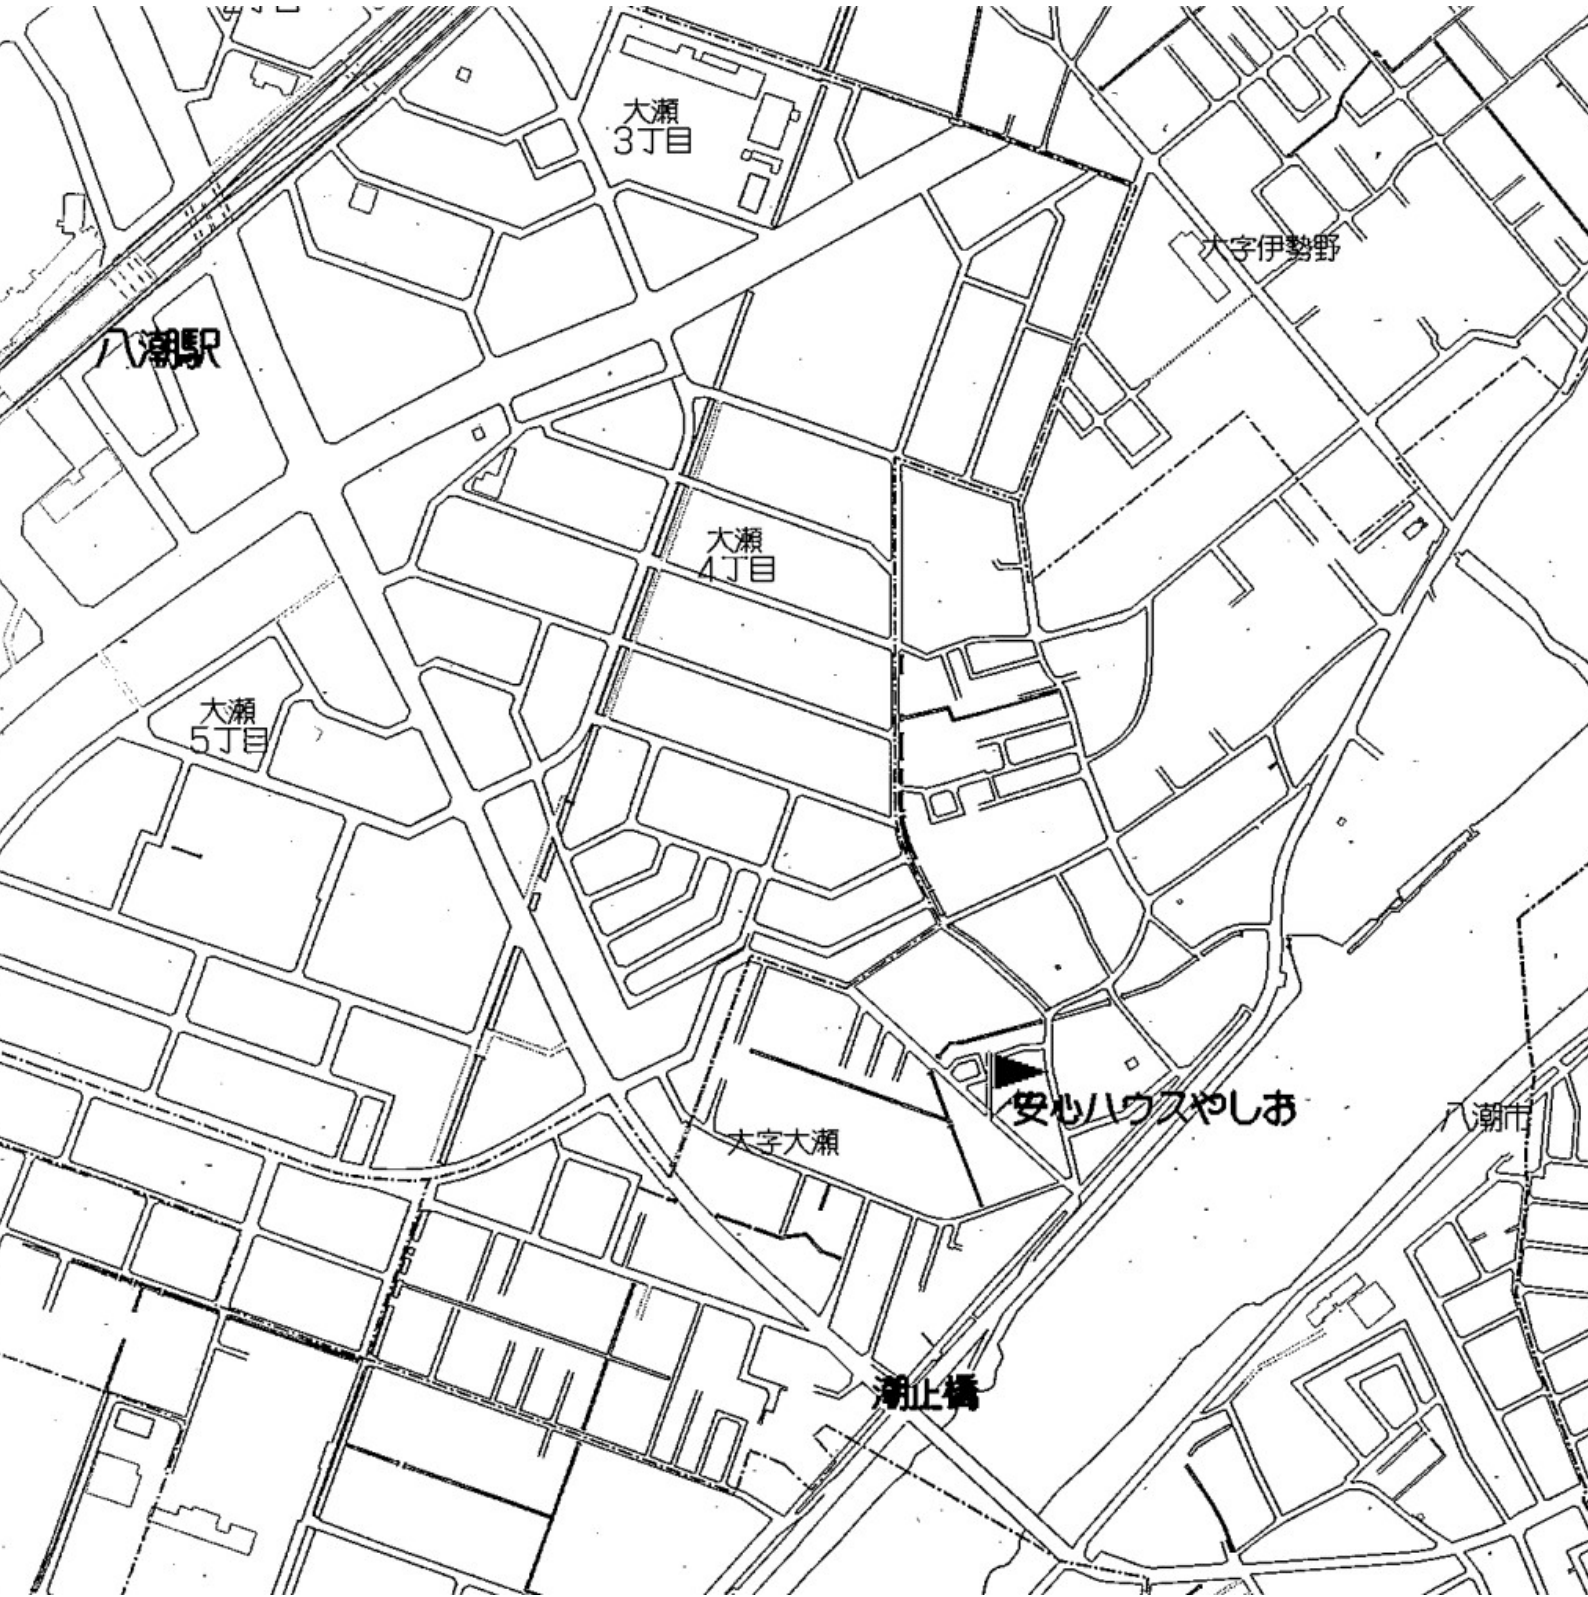 大瀬
3丁目
大字伊勢野
八潮駅
大瀬
4丁目
大瀬
5丁目
安心ハウスやしお
八潮市
大字大瀬
潮止橋